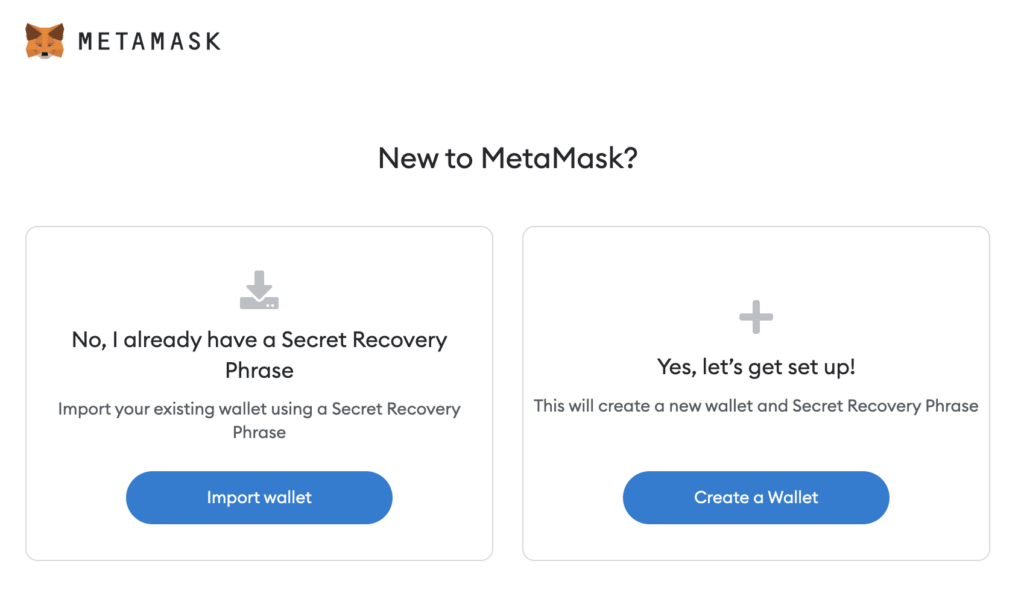 METAMASK
New to MetaMask?
No, I already have a Secret Recovery
Phrase
Import your existing wallet using a Secret Recovery
Phrase
Import wallet
Yes, let’s get set up!
This will create a new wallet and Secret Recovery Phrase
Create a Wallet